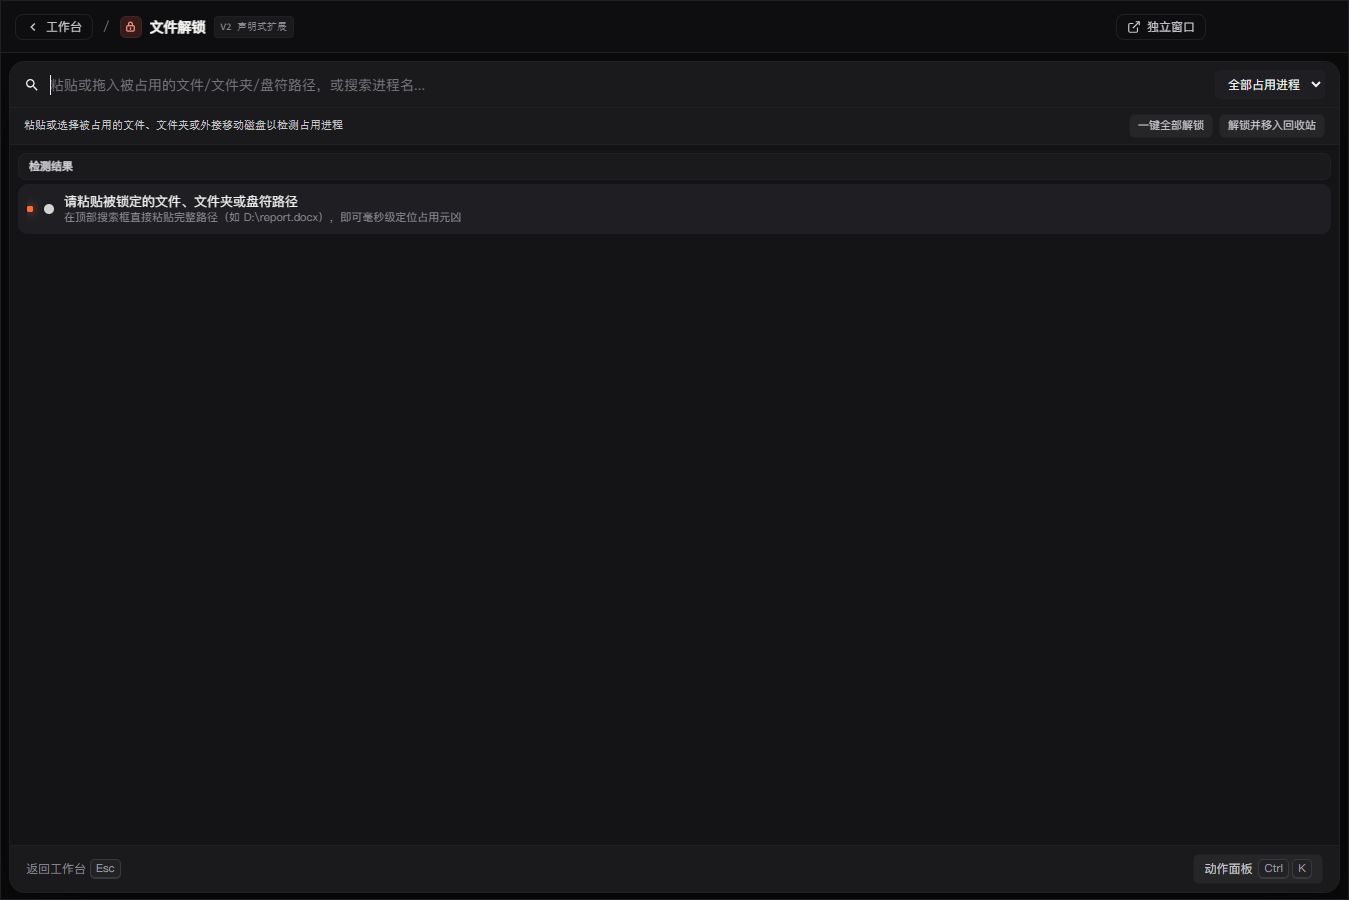 工作台 / 文件解锁 V2 声明式扩展 独立窗口
粘贴或拖入被占用的文件/文件夹/盘符路径，或搜索进程名... 全部占用进程
粘贴或选择被占用的文件、文件夹或外接移动磁盘以检测占用进程 一键全部解锁 解锁并移入回收站
检测结果
请粘贴被锁定的文件、文件夹或盘符路径
在顶部搜索框直接粘贴完整路径（如 D:\report.docx），即可毫秒级定位占用元凶
返回工作台 Esc 动作面板 Ctrl K